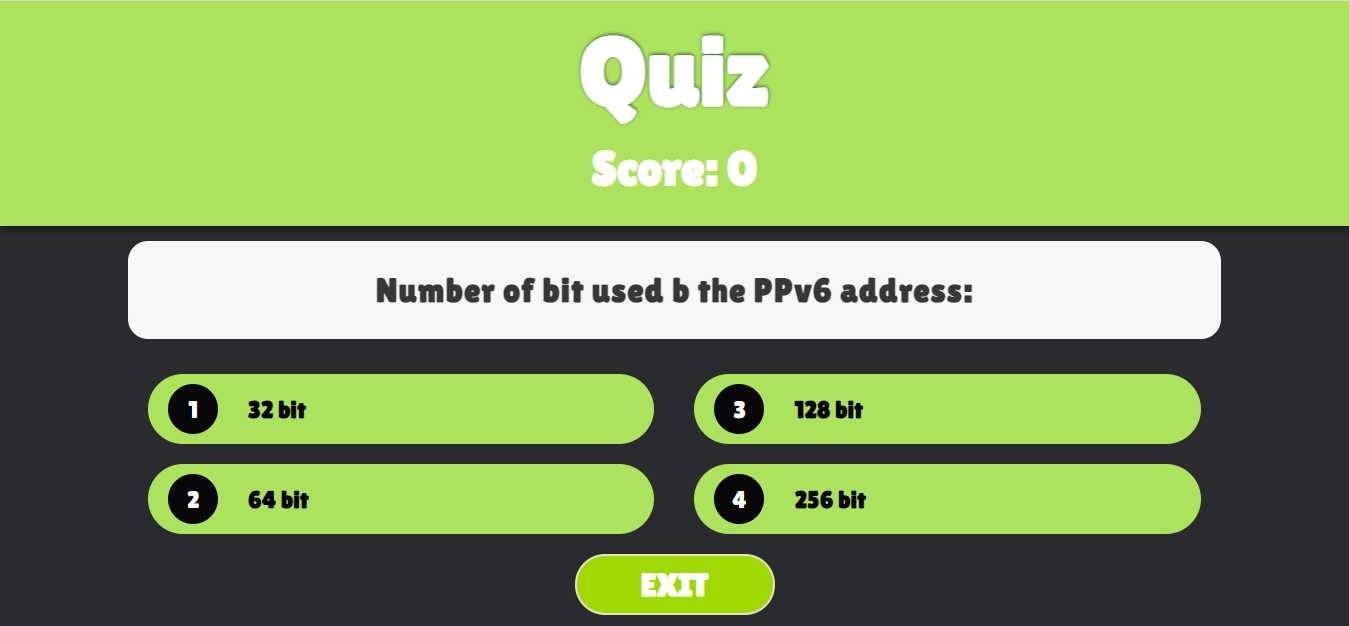 Quiz
Score: 0
Number of bit used b the PPv6 address:
1 32 bit
3 128 bit
2 64 bit
4 256 bit
EXIT